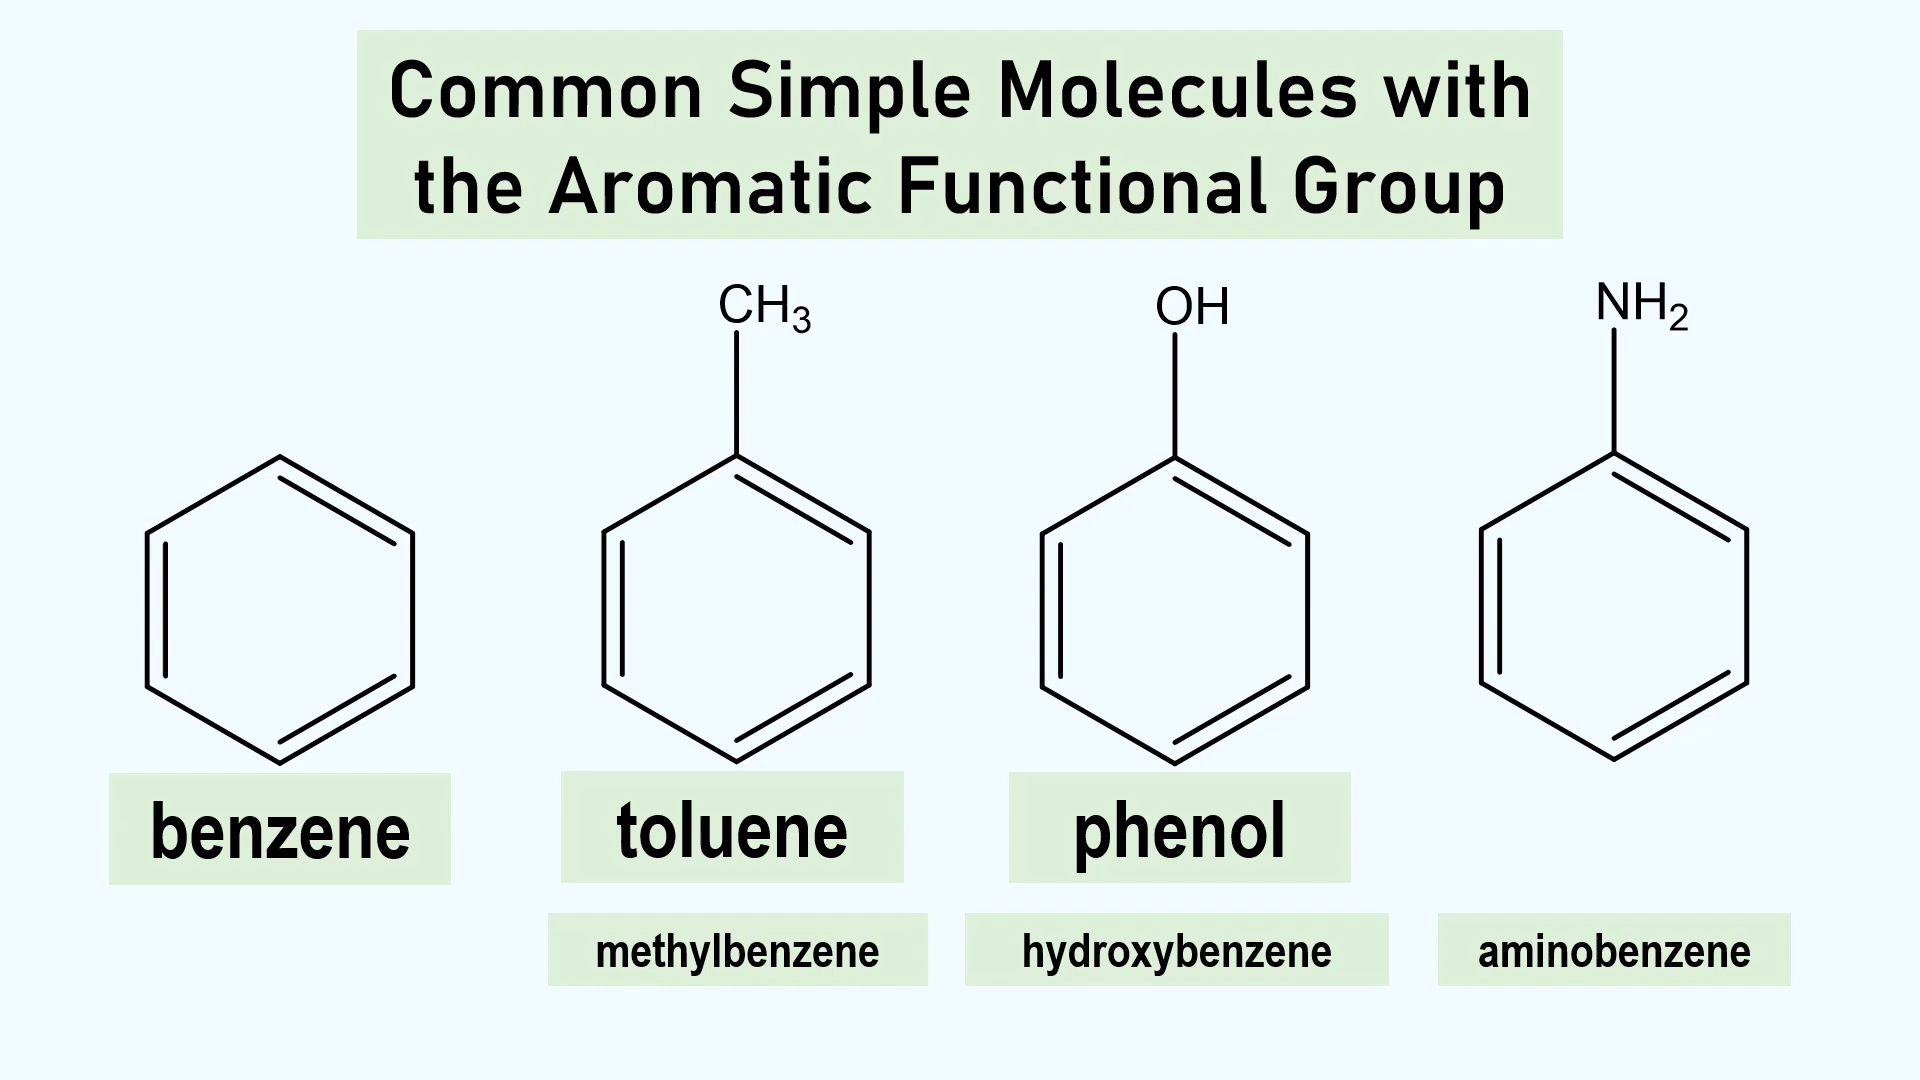 Common Simple Molecules with
the Aromatic Functional Group
CH₃
OH
NH₂
benzene
toluene
phenol
methylbenzene
hydroxybenzene
aminobenzene